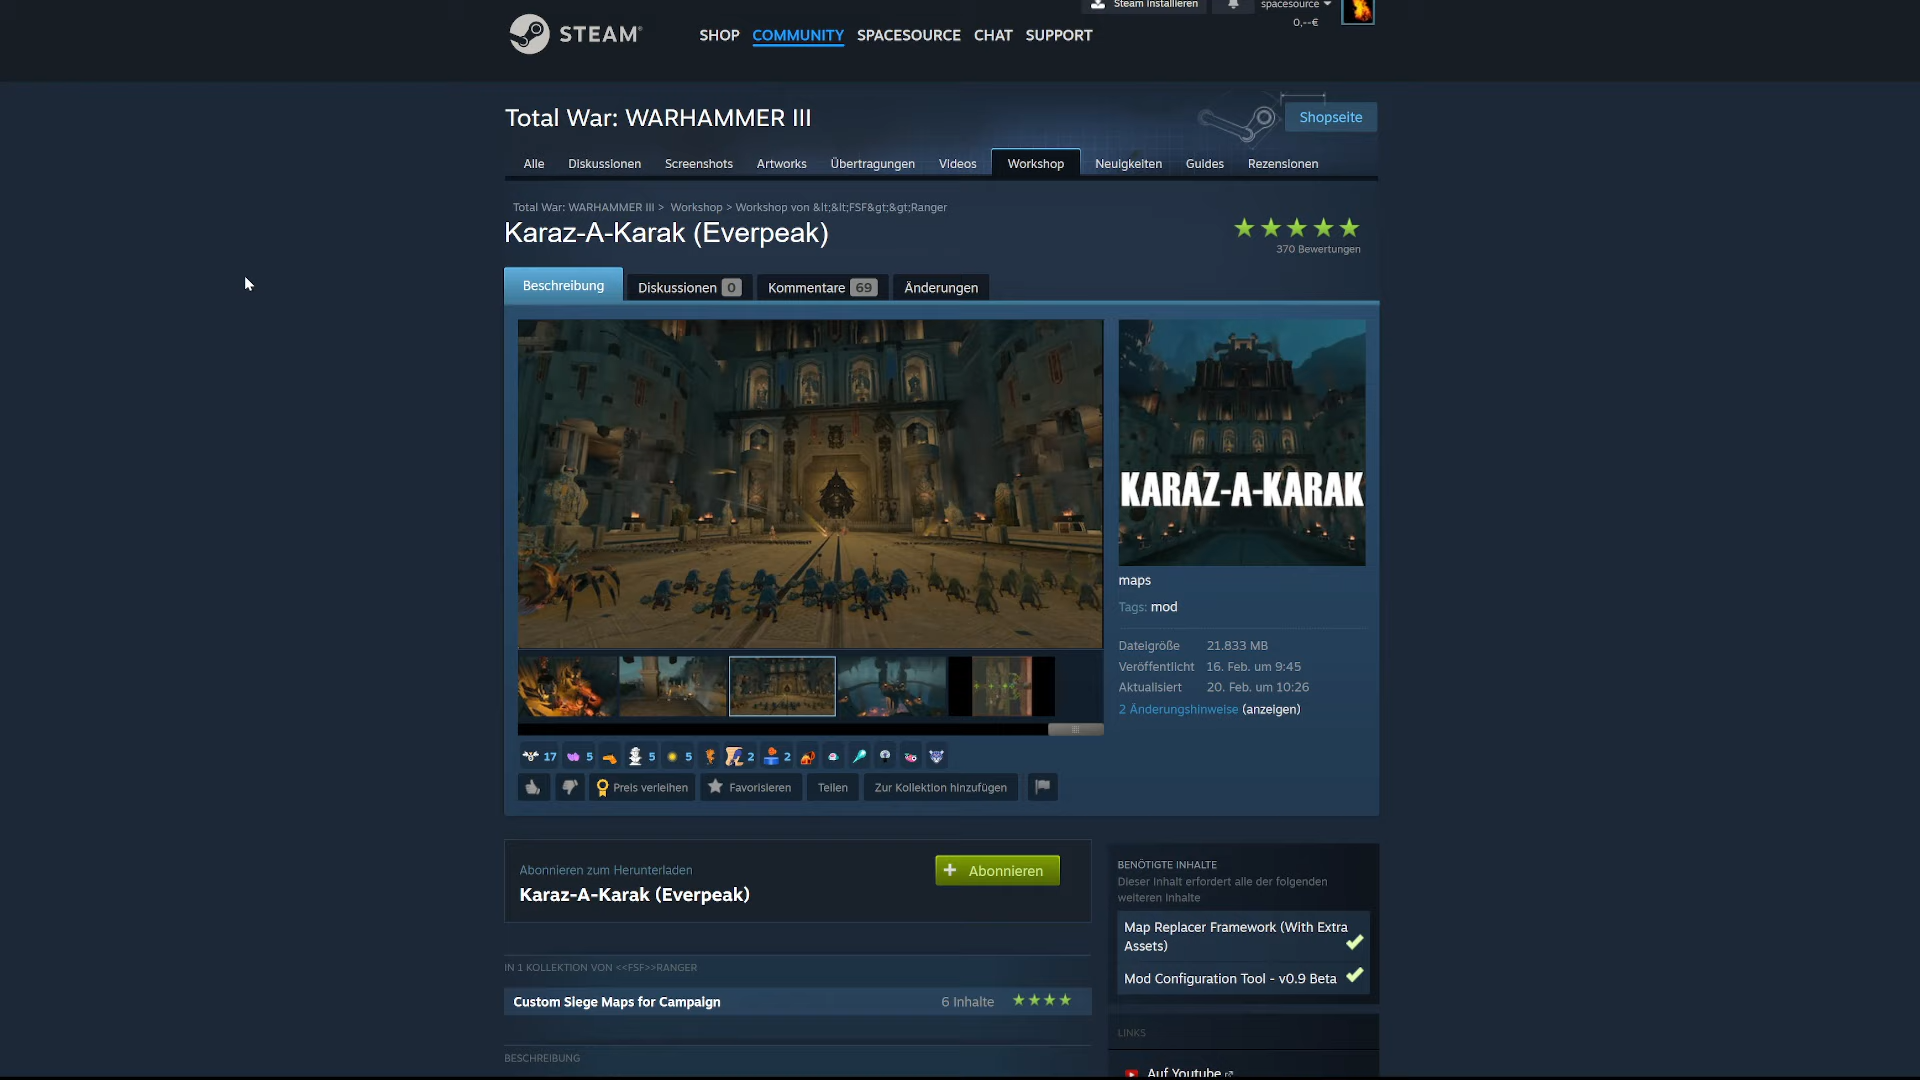 Steam installieren
spacesource
0,--€
STEAM®
SHOP COMMUNITY SPACESOURCE CHAT SUPPORT
Total War: WARHAMMER III
Shopseite
Alle Diskussionen Screenshots Artworks Übertragungen Videos Workshop Neuigkeiten Guides Rezensionen
Total War: WARHAMMER III > Workshop > Workshop von &lt;&lt;FSF&gt;&gt;Ranger
Karaz-A-Karak (Everpeak)
370 Bewertungen
Beschreibung Diskussionen 0 Kommentare 69 Änderungen
KARAZ-A-KARAK
maps
Tags: mod
Dateigröße 21.833 MB
Veröffentlicht 16. Feb. um 9:45
Aktualisiert 20. Feb. um 10:26
2 Änderungshinweise (anzeigen)
17 5 5 5 2 2
Preis verleihen Favorisieren Teilen Zur Kollektion hinzufügen
Abonnieren zum Herunterladen
Karaz-A-Karak (Everpeak)
+ Abonnieren
BENÖTIGTE INHALTE
Dieser Inhalt erfordert alle der folgenden
weiteren Inhalte
Map Replacer Framework (With Extra
Assets)
Mod Configuration Tool - v0.9 Beta
IN 1 KOLLEKTION VON <<FSF>>RANGER
Custom Siege Maps for Campaign 6 Inhalte
LINKS
BESCHREIBUNG
Auf Youtube